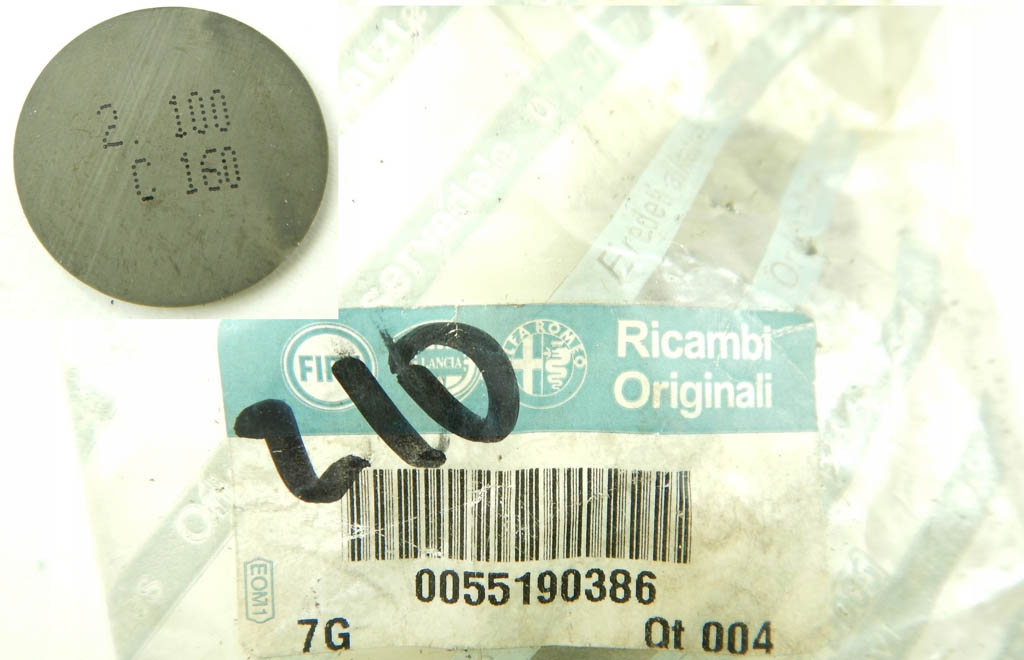 2. 100
C 160
FIAT
LANCIA
ALFA ROMEO
Ricambi
Originali
210
0055190386
EOM1
7G
Qt 004